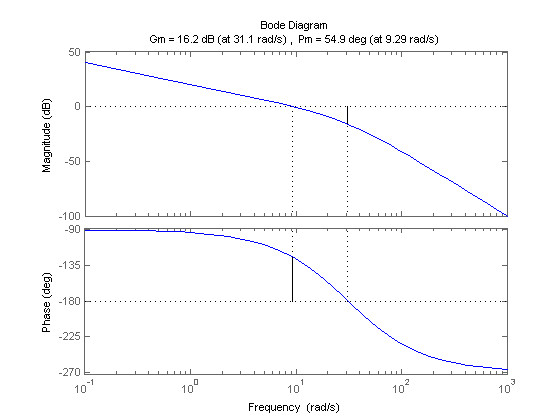 Bode Diagram
Gm = 16.2 dB (at 31.1 rad/s) , Pm = 54.9 deg (at 9.29 rad/s)
50
0
-50
-100
Magnitude (dB)
-90
-135
-180
-225
-270
Phase (deg)
10^-1 10^0 10^1 10^2 10^3
Frequency (rad/s)